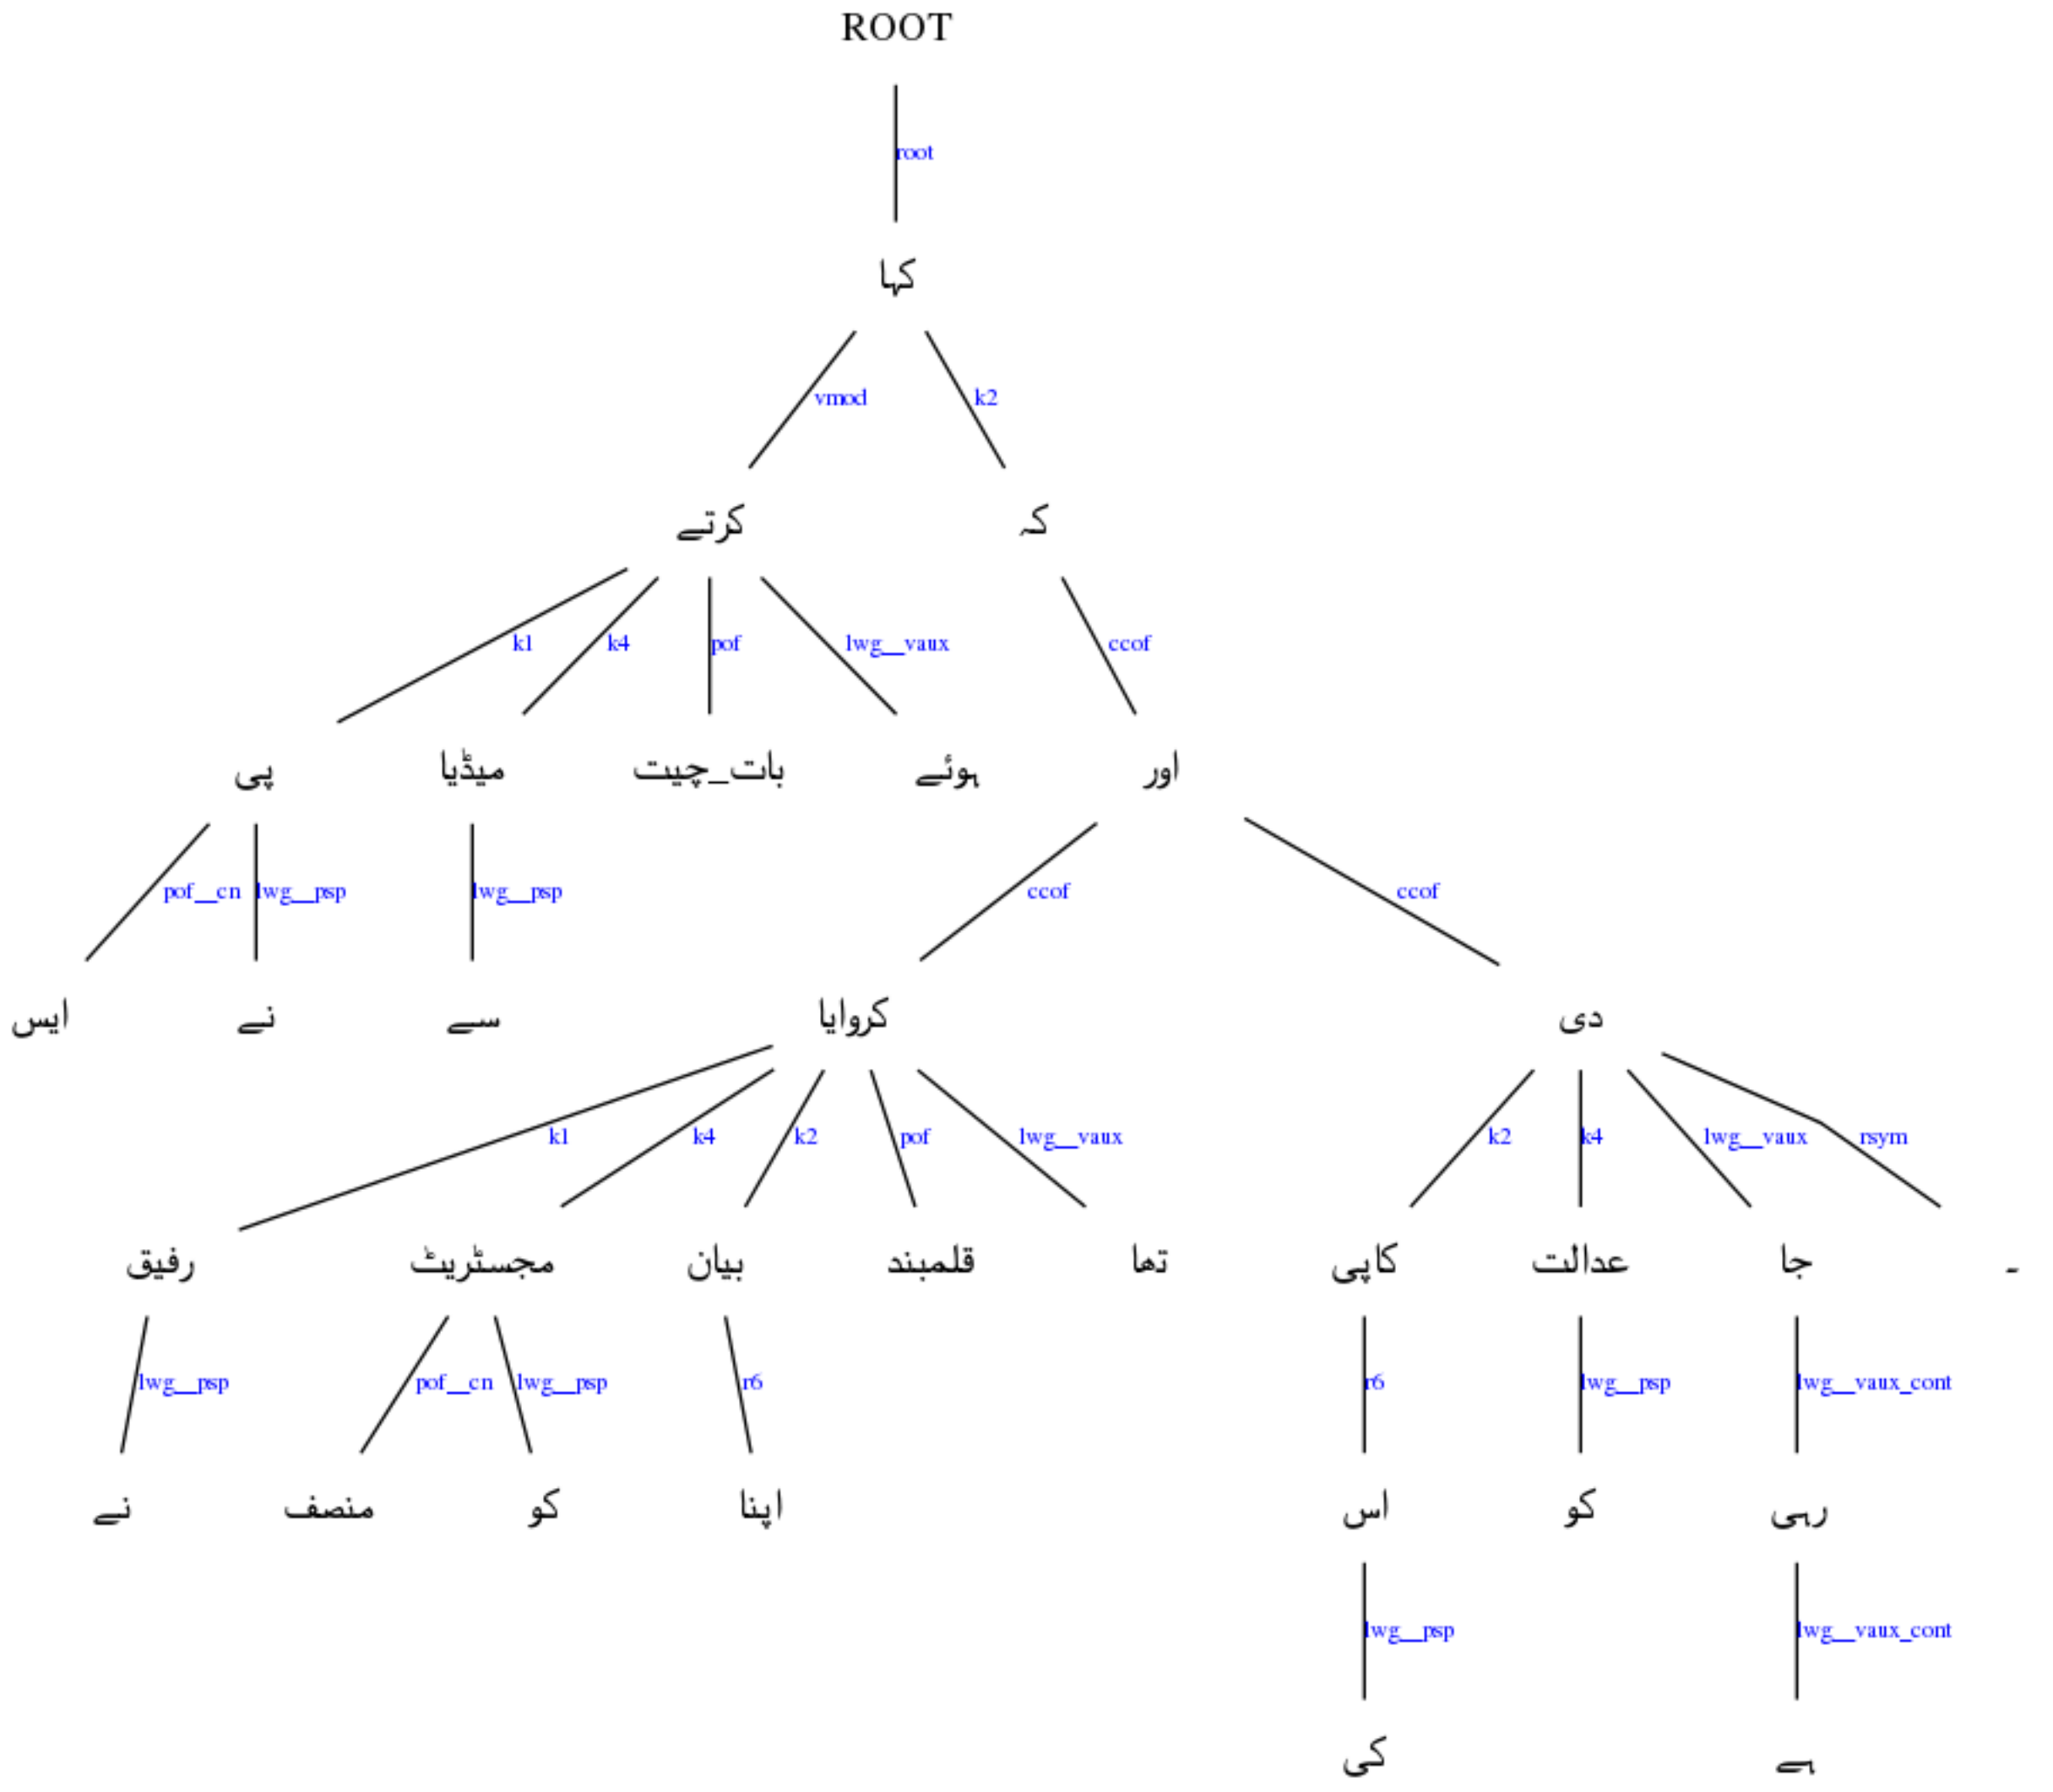 ROOT
root
کہا
vmod k2
کرتے کہ
k1 k4 pof lwg__vaux ccof
پی میڈیا بات_چیت ہوئے اور
pof__cn lwg__psp lwg__psp ccof ccof
ایس نے سے کروایا دی
k1 k4 k2 pof lwg__vaux k2 k4 lwg__vaux rsym
رفیق مجسٹریٹ بیان قلمبند تھا کاپی عدالت جا ۔
lwg__psp pof__cn lwg__psp r6 r6 lwg__psp lwg__vaux_cont
نے منصف کو اپنا اس کو رہی
lwg__psp lwg__vaux_cont
کی ہے